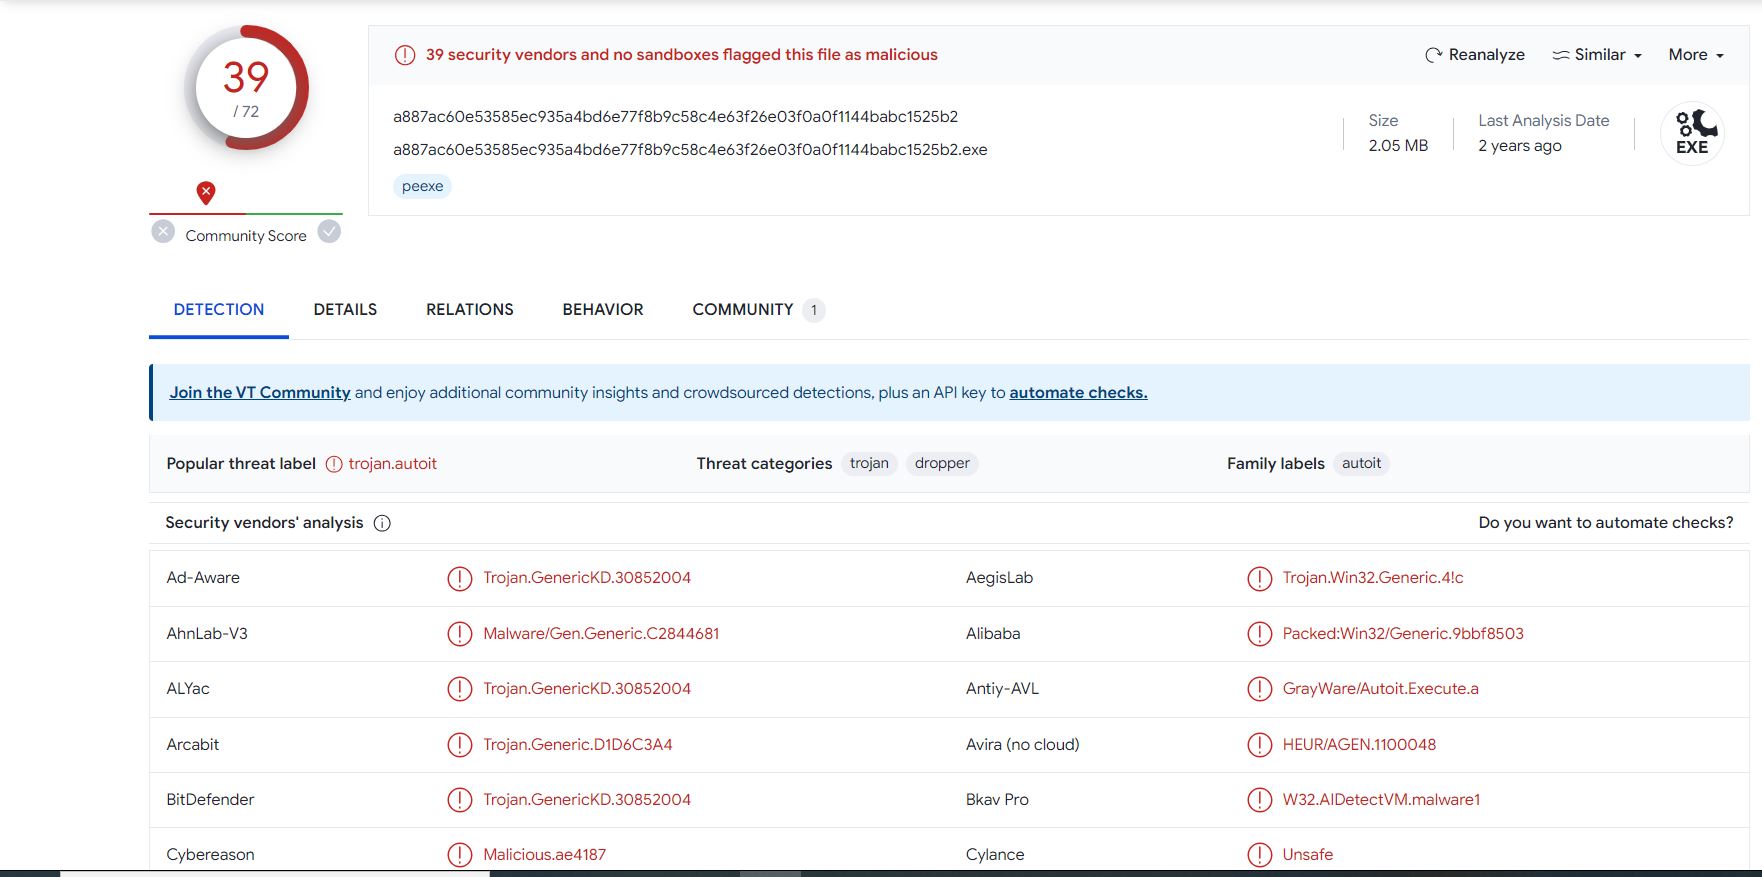 39
/ 72
Community Score
39 security vendors and no sandboxes flagged this file as malicious
Reanalyze Similar More
a887ac60e53585ec935a4bd6e77f8b9c58c4e63f26e03f0a0f1144babc1525b2
a887ac60e53585ec935a4bd6e77f8b9c58c4e63f26e03f0a0f1144babc1525b2.exe
peexe
Size
2.05 MB
Last Analysis Date
2 years ago
EXE
DETECTION DETAILS RELATIONS BEHAVIOR COMMUNITY 1
Join the VT Community and enjoy additional community insights and crowdsourced detections, plus an API key to automate checks.
Popular threat label trojan.autoit Threat categories trojan dropper Family labels autoit
Security vendors' analysis Do you want to automate checks?
Ad-Aware Trojan.GenericKD.30852004 AegisLab Trojan.Win32.Generic.4!c
AhnLab-V3 Malware/Gen.Generic.C2844681 Alibaba Packed:Win32/Generic.9bbf8503
ALYac Trojan.GenericKD.30852004 Antiy-AVL GrayWare/Autoit.Execute.a
Arcabit Trojan.Generic.D1D6C3A4 Avira (no cloud) HEUR/AGEN.1100048
BitDefender Trojan.GenericKD.30852004 Bkav Pro W32.AIDetectVM.malware1
Cybereason Malicious.ae4187 Cylance Unsafe